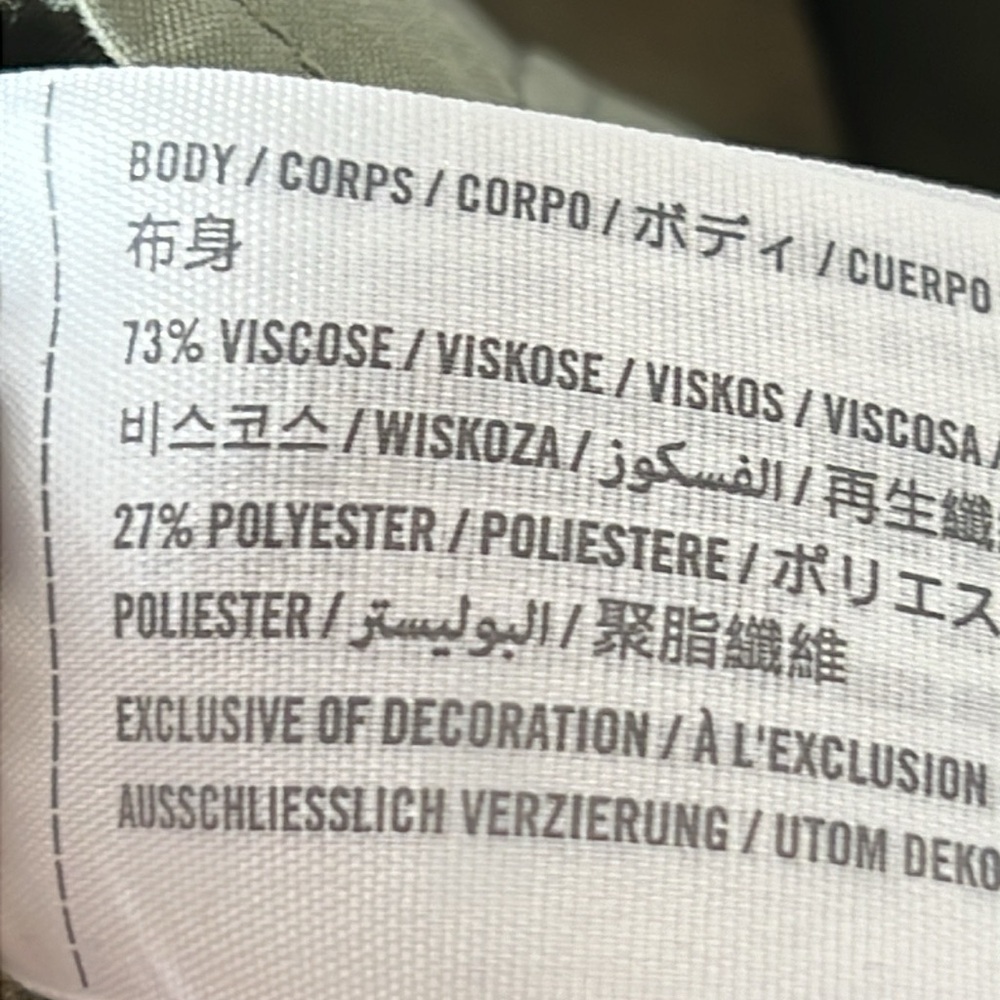 BODY / CORPS / CORPO / ボディ / CUERPO
布身
73% VISCOSE / VISKOSE / VISKOS / VISCOSA /
비스코스 / WISKOZA / الفسكوز / 再生纖
27% POLYESTER / POLIESTERE / ポリエス
POLIESTER / البوليستر / 聚脂纖維
EXCLUSIVE OF DECORATION / À L'EXCLUSION
AUSSCHLIESSLICH VERZIERUNG / UTOM DEKO